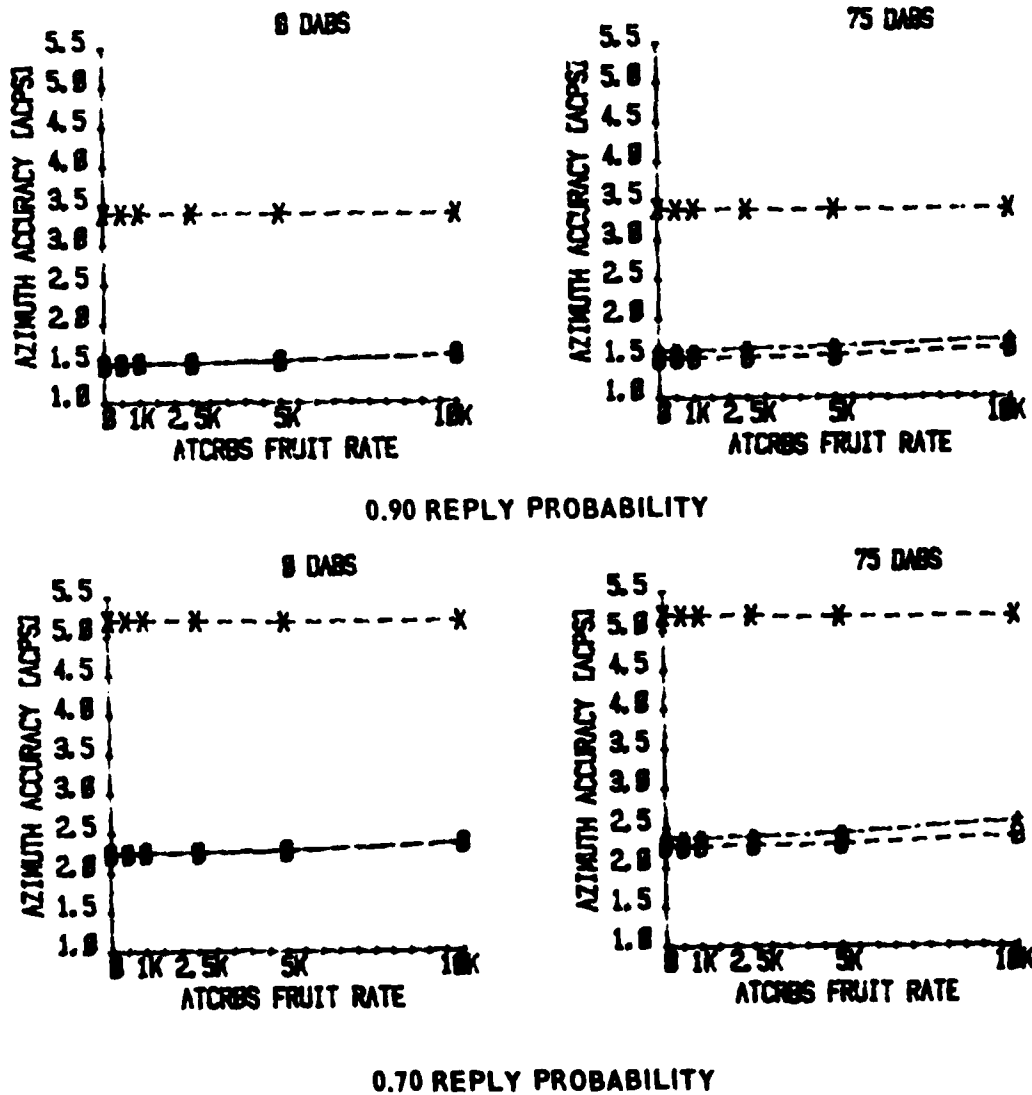 0 DABS
75 DABS
AZIMUTH ACCURACY [ACPS]
5.5
5.0
4.5
4.0
3.5
3.0
2.5
2.0
1.5
1.0
0 1K 2.5K 5K 10K
ATCRBS FRUIT RATE
AZIMUTH ACCURACY [ACPS]
5.5
5.0
4.5
4.0
3.5
3.0
2.5
2.0
1.5
1.0
0 1K 2.5K 5K 10K
ATCRBS FRUIT RATE
0.90 REPLY PROBABILITY
0 DABS
75 DABS
AZIMUTH ACCURACY [ACPS]
5.5
5.0
4.5
4.0
3.5
3.0
2.5
2.0
1.5
1.0
0 1K 2.5K 5K 10K
ATCRBS FRUIT RATE
AZIMUTH ACCURACY [ACPS]
5.5
5.0
4.5
4.0
3.5
3.0
2.5
2.0
1.5
1.0
0 1K 2.5K 5K 10K
ATCRBS FRUIT RATE
0.70 REPLY PROBABILITY